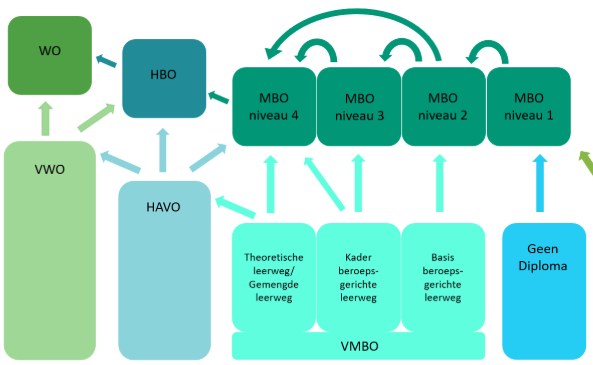 WO
HBO
MBO
niveau 4
MBO
niveau 3
MBO
niveau 2
MBO
niveau 1
VWO
HAVO
Theoretische
leerweg/
Gemengde
leerweg
Kader
beroeps-
gerichte
leerweg
Basis
beroeps-
gerichte
leerweg
Geen
Diploma
VMBO